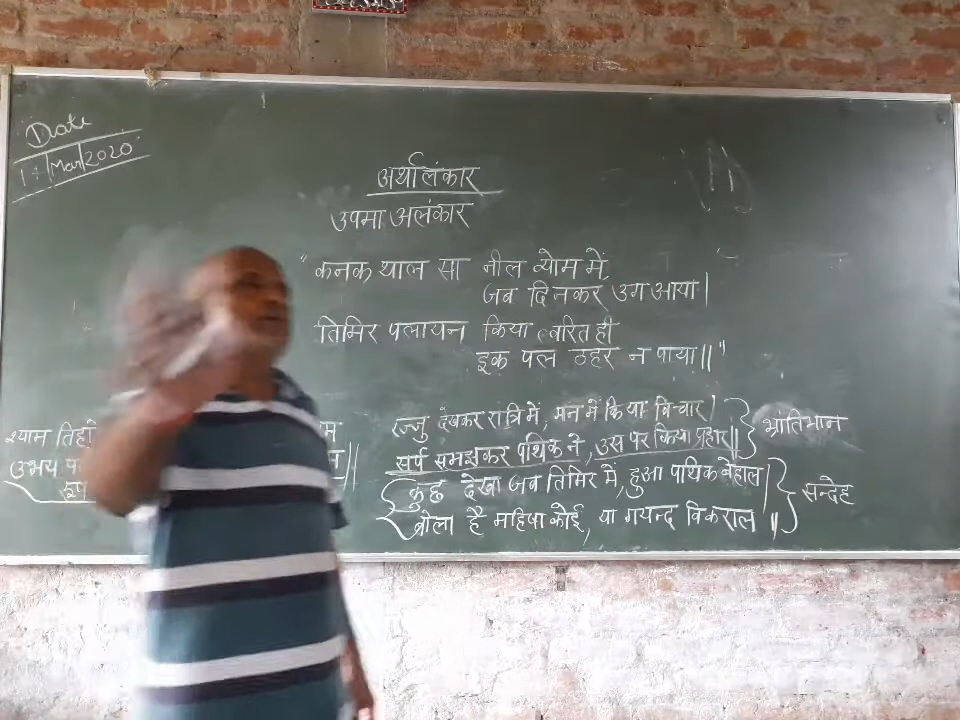 Date
Mar/2020
अर्थालंकार
उपमा अलंकार
"कनक थाल सा नील व्योम में,
जब दिनकर उग आया|
तिमिर पलायन किया त्वरित ही
इक पल ठहर न पाया||"
रज्जु देखकर रात्रि में, मन में किया विचार|
सर्प समझकर पथिक ने, उस पर किया प्रहार||
भ्रांतिभान
कुछ देखा जब तिमिर में, हुआ पथिक बेहाल|
बोला है महिषा कोई, या गयन्द विकराल||
सन्देह
श्याम
उभय